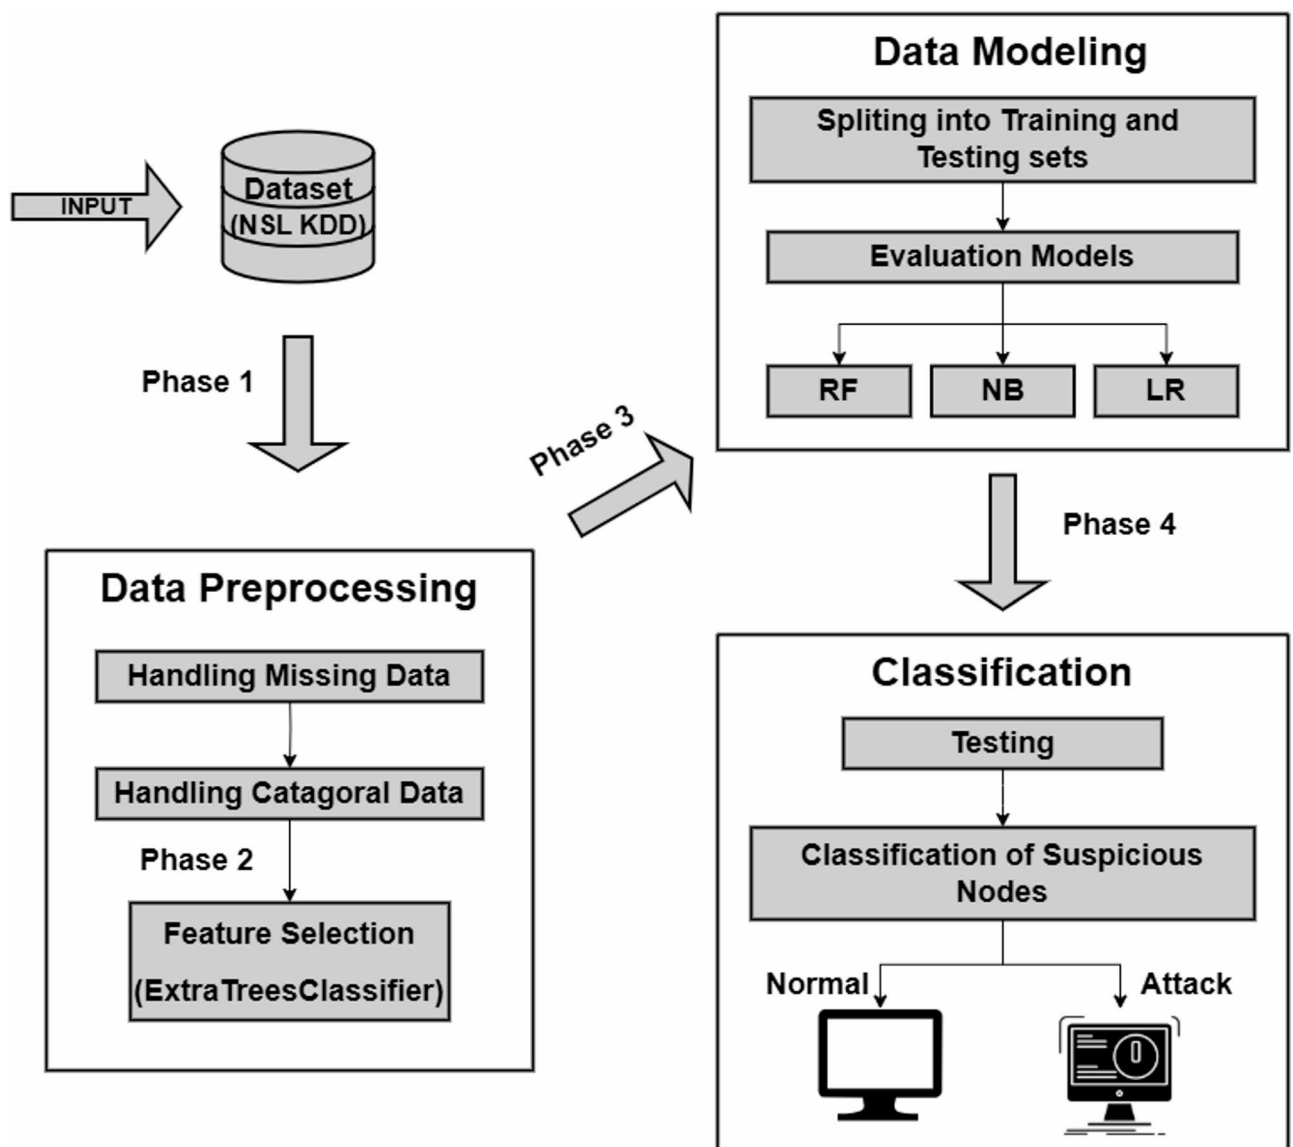 INPUT
Dataset
(NSL KDD)
Phase 1
Data Preprocessing
Handling Missing Data
Handling Catagoral Data
Phase 2
Feature Selection
(ExtraTreesClassifier)
Phase 3
Data Modeling
Spliting into Training and
Testing sets
Evaluation Models
RF
NB
LR
Phase 4
Classification
Testing
Classification of Suspicious
Nodes
Normal
Attack